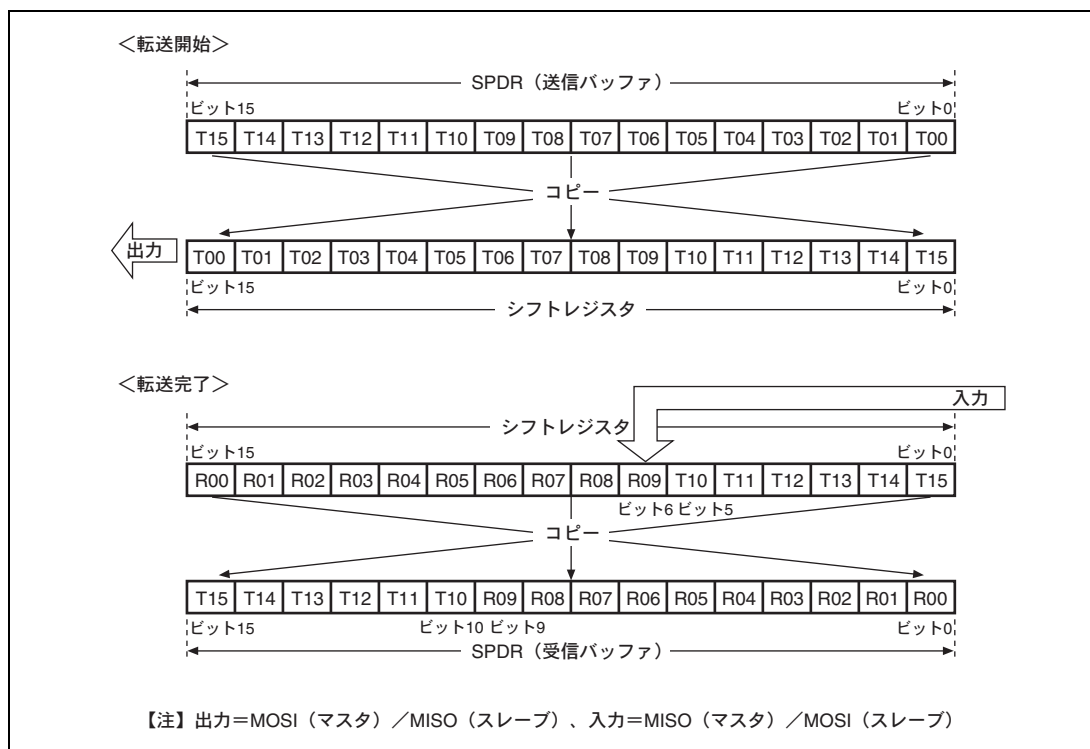 ＜転送開始＞
SPDR（送信バッファ）
ビット15 ビット0
T15 T14 T13 T12 T11 T10 T09 T08 T07 T06 T05 T04 T03 T02 T01 T00
コピー
出力
T00 T01 T02 T03 T04 T05 T06 T07 T08 T09 T10 T11 T12 T13 T14 T15
ビット15 ビット0
シフトレジスタ
＜転送完了＞
入力
シフトレジスタ
ビット15 ビット0
R00 R01 R02 R03 R04 R05 R06 R07 R08 R09 T10 T11 T12 T13 T14 T15
ビット6 ビット5
コピー
T15 T14 T13 T12 T11 T10 R09 R08 R07 R06 R05 R04 R03 R02 R01 R00
ビット15 ビット10 ビット9 ビット0
SPDR（受信バッファ）
【注】出力＝MOSI（マスタ）／MISO（スレーブ）、入力＝MISO（マスタ）／MOSI（スレーブ）